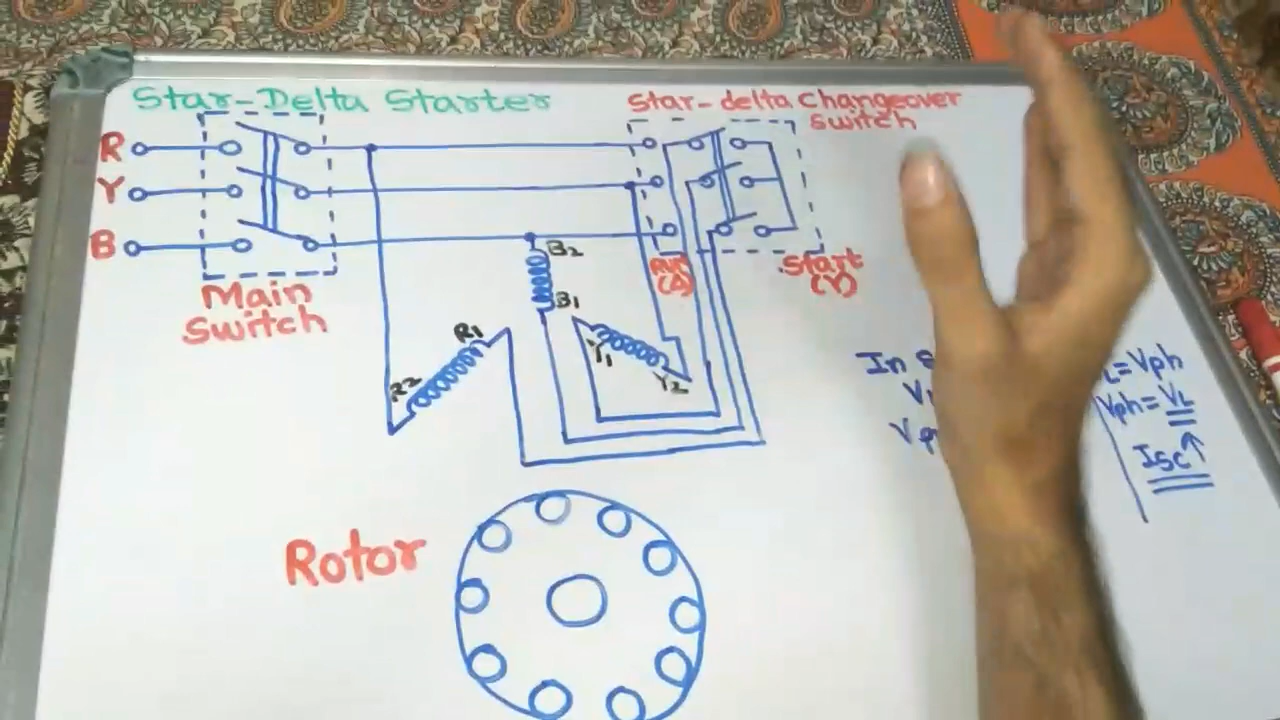 Star-Delta Starter
Star-delta Changeover
Switch
R
Y
B
Main
Switch
Start
(Y)
B2
B1
R1
R2
Y1
Y2
In
Vph
Vph = VL
Isc↑
Rotor